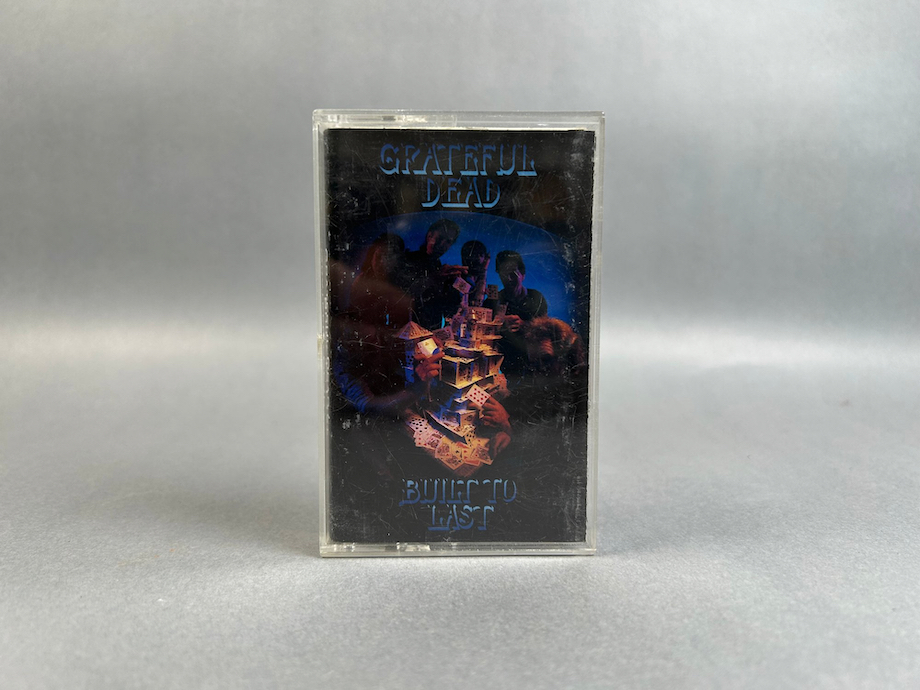 GRATEFUL
DEAD
BUILT TO
LAST